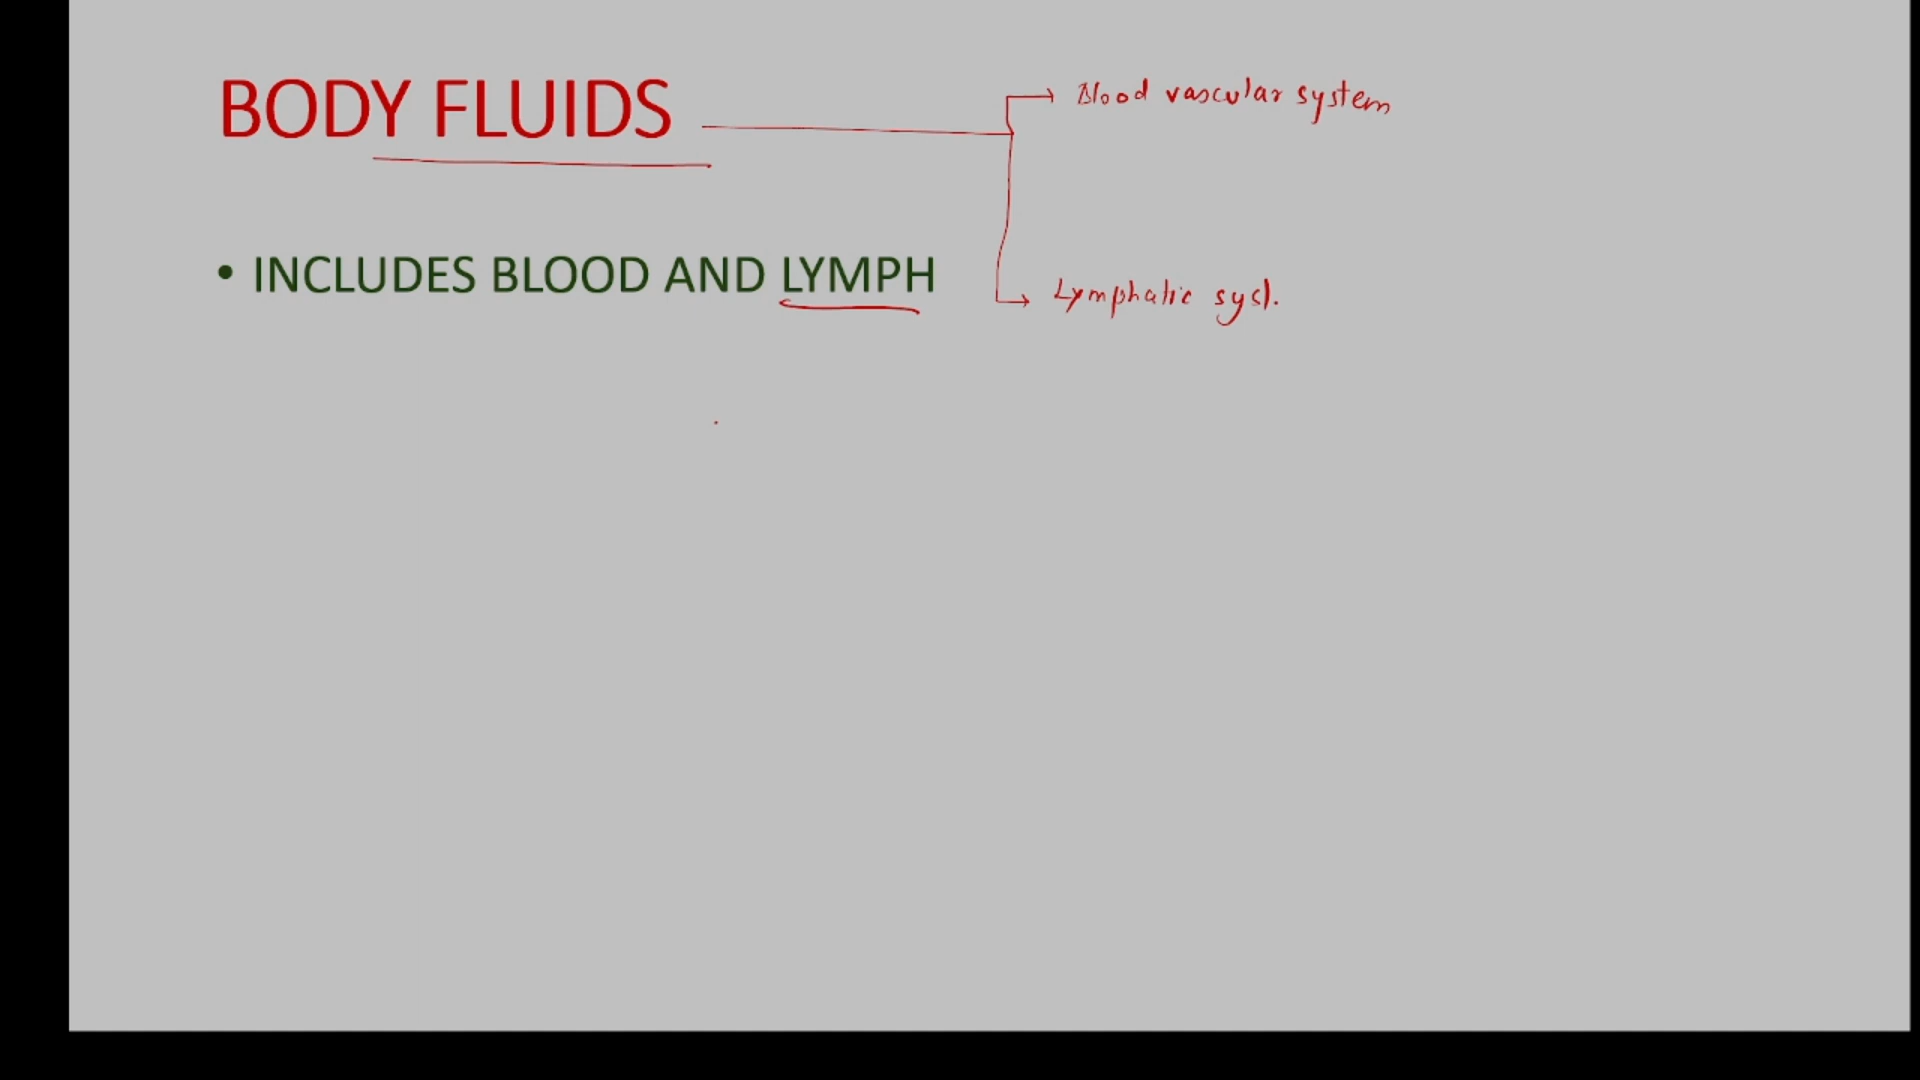 BODY FLUIDS
Blood vascular system
• INCLUDES BLOOD AND LYMPH
Lymphatic syst.